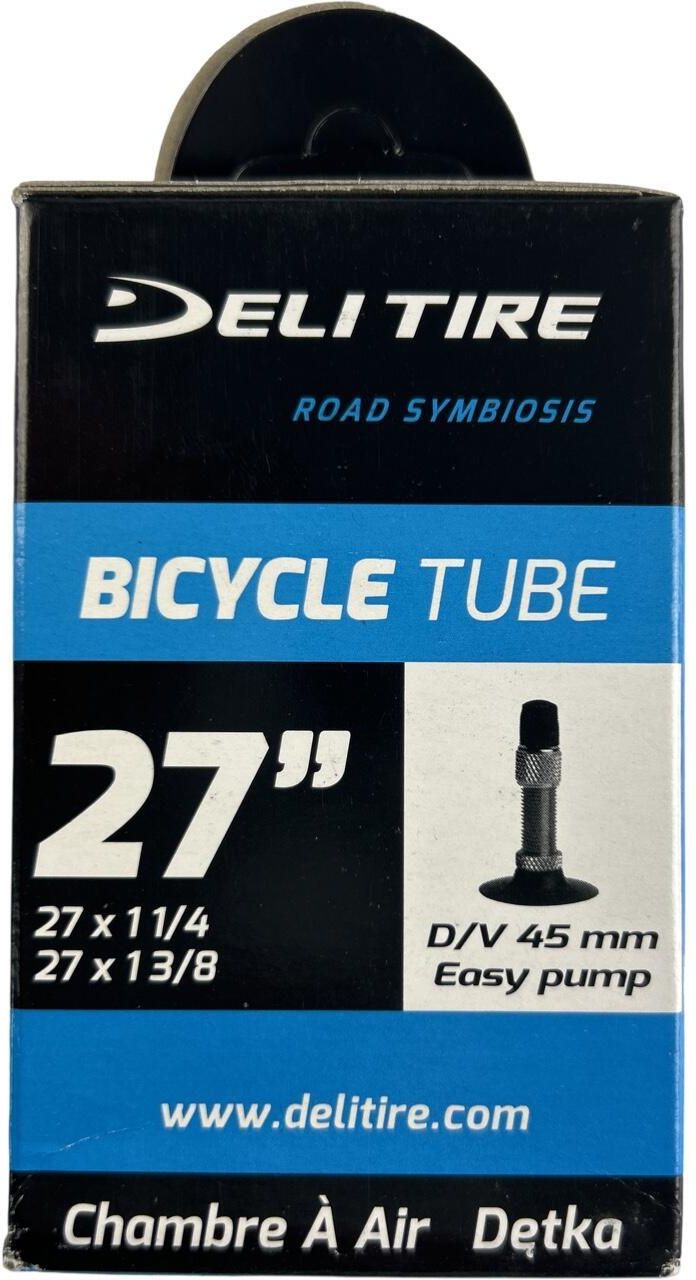 DELI TIRE
ROAD SYMBIOSIS
BICYCLE TUBE
27”
27 x 1 1/4
27 x 1 3/8
D/V 45 mm
Easy pump
www.delitire.com
Chambre À Air Dętka